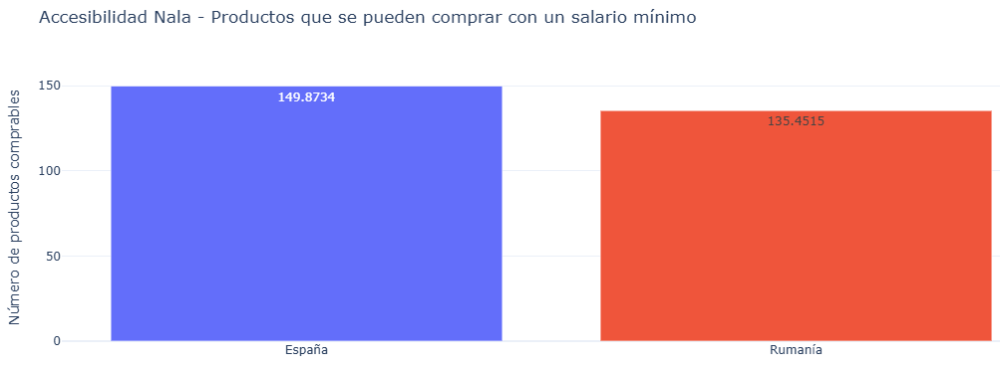 Accesibilidad Nala - Productos que se pueden comprar con un salario mínimo
Número de productos comprables
150
100
50
0
149.8734
135.4515
España
Rumanía